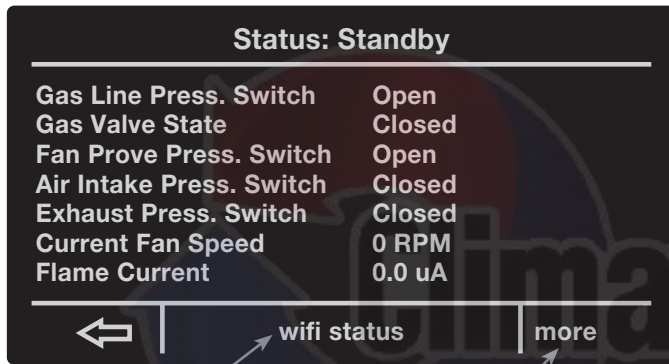 Status: Standby
Gas Line Press. Switch Open
Gas Valve State Closed
Fan Prove Press. Switch Open
Air Intake Press. Switch Closed
Exhaust Press. Switch Closed
Current Fan Speed 0 RPM
Flame Current 0.0 uA
wifi status more
Clima